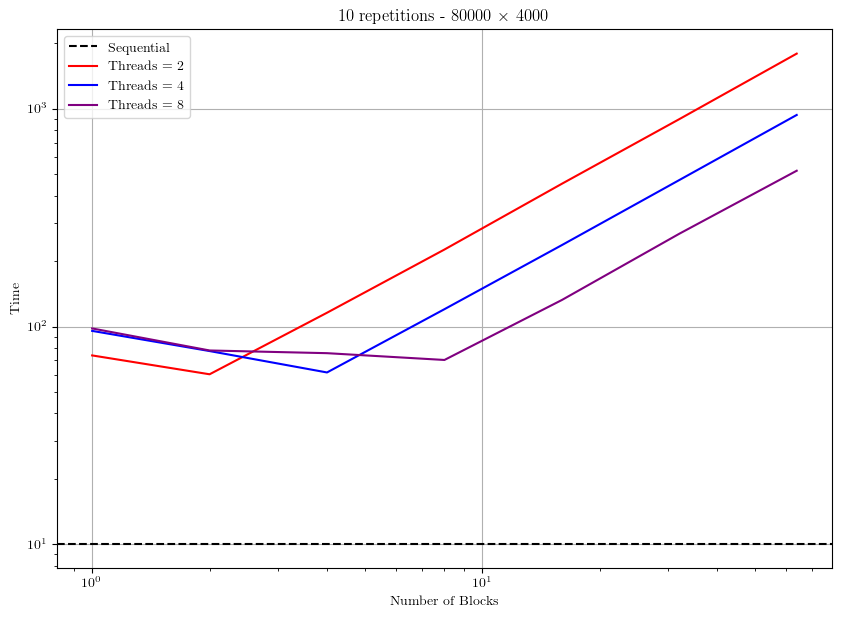 10 repetitions - 80000 × 4000
Sequential
Threads = 2
Threads = 4
Threads = 8
10³
10²
10¹
Time
10⁰
10¹
Number of Blocks